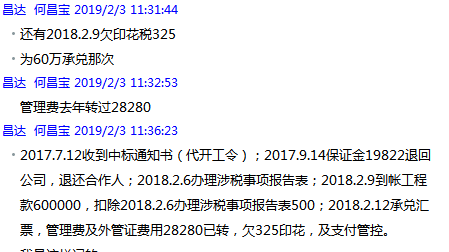 昌达 何昌宝 2019/2/3 11:31:44
还有2018.2.9欠印花税325
为60万承兑那次
昌达 何昌宝 2019/2/3 11:32:53
管理费去年转过28280
昌达 何昌宝 2019/2/3 11:36:23
2017.7.12收到中标通知书（代开工令）；2017.9.14保证金19822退回
公司，退还合作人；2018.2.6办理涉税事项报告表；2018.2.9到帐工程
款600000，扣除2018.2.6办理涉税事项报告表500；2018.2.12承兑汇
票，管理费及外管证费用28280已转，欠325印花，及支付管控。